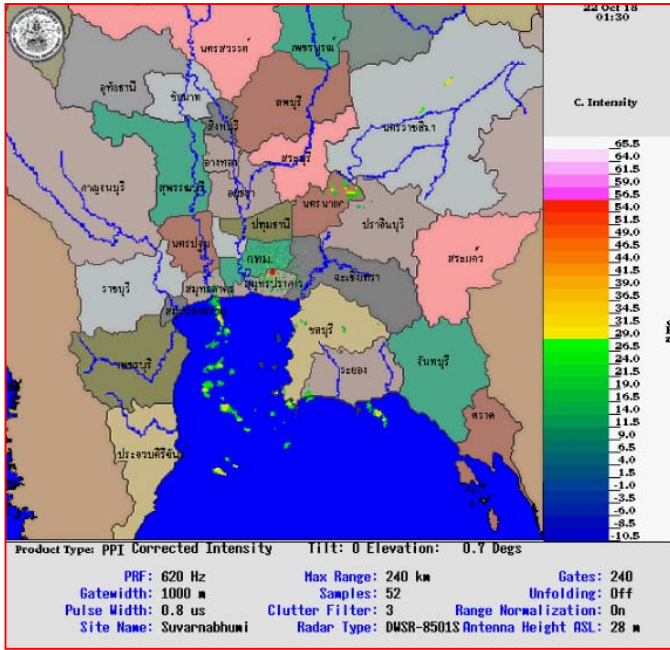 22 Oct 18
01:30
C. Intensity
65.5
64.0
61.5
59.0
56.5
54.0
51.5
49.0
46.5
44.0
41.5
39.0
36.5
34.0
31.5
29.0
26.5
24.0
21.5
19.0
16.5
14.0
11.5
9.0
6.5
4.0
1.5
-1.0
-3.5
-6.0
-8.5
-10.5
นครสวรรค์
เพชรบูรณ์
อุทัยธานี
ชัยนาท
ลพบุรี
สิงห์บุรี
นครราชสีมา
อ่างทอง
สระบุรี
กาญจนบุรี
สุพรรณบุรี
อยุธยา
นครนายก
ปราจีนบุรี
ปทุมธานี
นครปฐม
กทม.
สระแก้ว
ราชบุรี
สมุทรสาคร
สมุทรปราการ
ฉะเชิงเทรา
ชลบุรี
เพชรบุรี
ระยอง
จันทบุรี
ตราด
ประจวบคีรีขันธ์
Product Type: PPI Corrected Intensity Tilt: 0 Elevation: 0.7 Degs
PRF: 620 Hz Max Range: 240 km Gates: 240
Gatewidth: 1000 m Samples: 52 Unfolding: Off
Pulse Width: 0.8 us Clutter Filter: 3 Range Normalization: On
Site Name: Suvarnabhumi Radar Type: DWSR-8501S Antenna Height ASL: 28 m